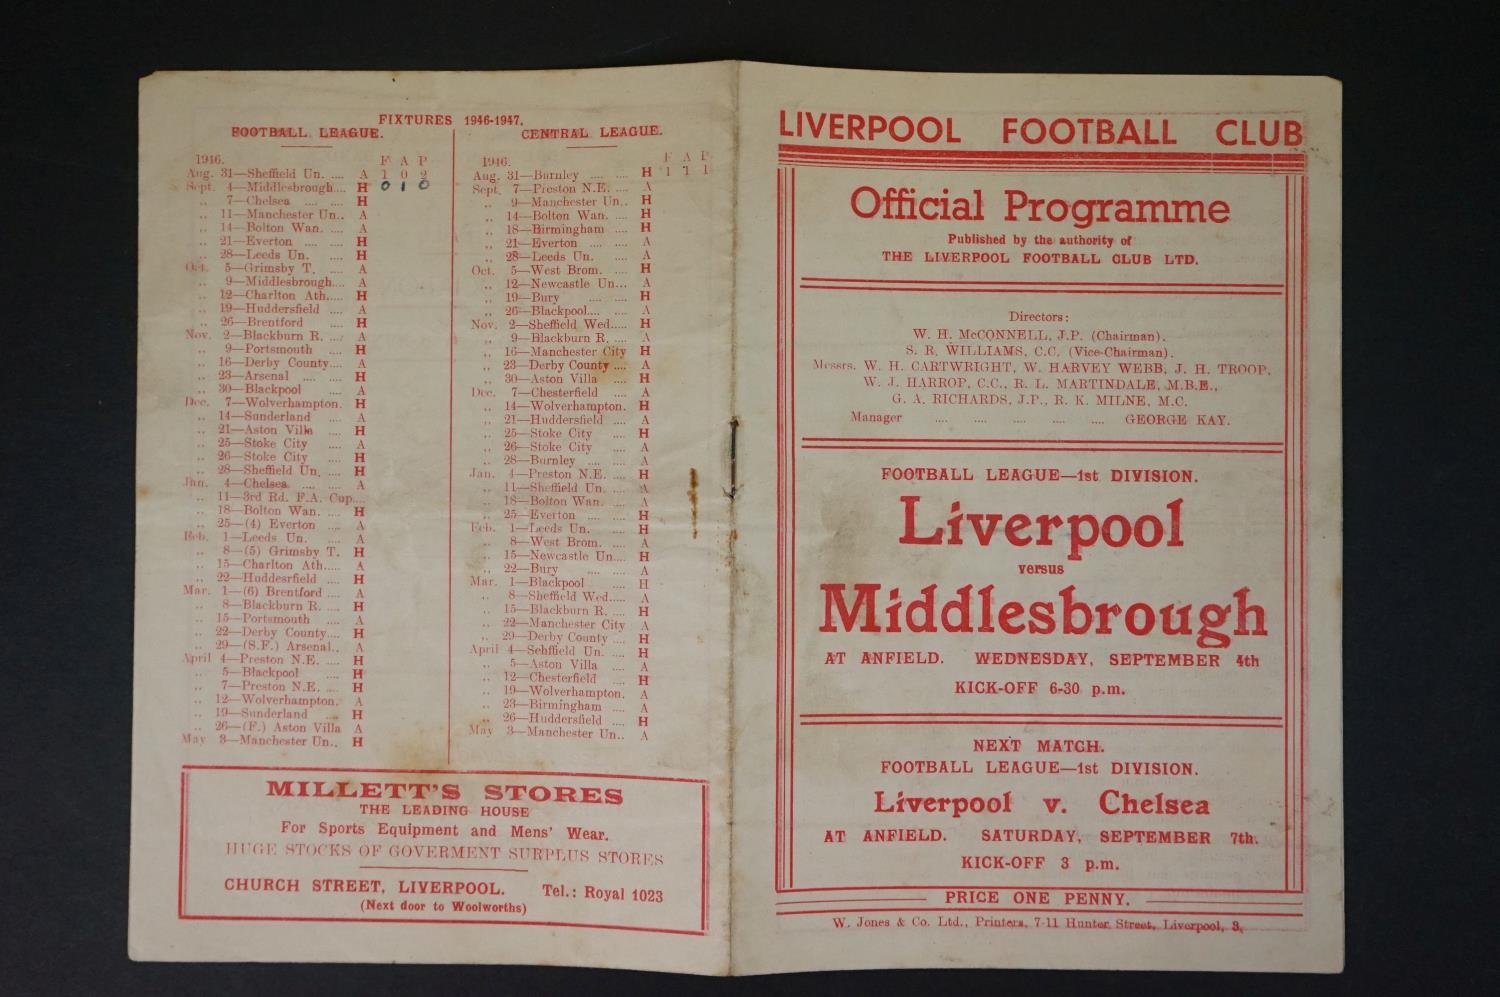 FIXTURES 1946-1947.
FOOTBALL LEAGUE.
1946. F A P
Aug. 31—Sheffield Un. .... A 1 0 2
Sept. 4—Middlesbrough.... H 0 1 0
„ 7—Chelsea .... .... H
„ 11—Manchester Un.. A
„ 14—Bolton Wan. .... A
„ 21—Everton .... .... H
„ 28—Leeds Un. .... H
Oct. 5—Grimsby T. .... A
„ 9—Middlesbrough.... A
„ 12—Charlton Ath..... H
„ 19—Huddersfield .... A
„ 26—Brentford .... H
Nov. 2—Blackburn R. .... A
„ 9—Portsmouth .... H
„ 16—Derby County.... A
„ 23—Arsenal .... .... H
„ 30—Blackpool .... A
Dec. 7—Wolverhampton. H
„ 14—Sunderland .... A
„ 21—Aston Villa .... H
„ 25—Stoke City .... A
„ 26—Stoke City .... H
„ 28—Sheffield Un. .... H
Jan. 4—Chelsea .... .... A
„ 11—3rd Rd. F.A. Cup....
„ 18—Bolton Wan. .... H
„ 25—(4) Everton .... A
Feb. 1—Leeds Un. .... A
„ 8—(5) Grimsby T. H
„ 15—Charlton Ath..... A
„ 22—Huddesrfield .... H
Mar. 1—(6) Brentford .... A
„ 8—Blackburn R. .... H
„ 15—Portsmouth .... A
„ 22—Derby County.... H
„ 29—(S.F.) Arsenal.. A
April 4—Preston N.E. .... H
„ 5—Blackpool .... H
„ 7—Preston N.E. .... H
„ 12—Wolverhampton. A
„ 19—Sunderland .... H
„ 26—(F.) Aston Villa A
May 3—Manchester Un.. H
CENTRAL LEAGUE.
1946. F A P
Aug. 31—Burnley .... .... H 1 1 1
Sept. 7—Preston N.E. .... A
„ 9—Manchester Un.. H
„ 14—Bolton Wan. .... H
„ 18—Birmingham .... H
„ 21—Everton .... .... A
„ 28—Leeds Un. .... A
Oct. 5—West Brom. .... H
„ 12—Newcastle Un... A
„ 19—Bury .... .... H
„ 26—Blackpool.... .... A
Nov. 2—Sheffield Wed..... H
„ 9—Blackburn R. .... A
„ 16—Manchester City H
„ 23—Derby County .... A
„ 30—Aston Villa .... H
Dec. 7—Chesterfield .... A
„ 14—Wolverhampton. H
„ 21—Huddersfield .... A
„ 25—Stoke City .... H
„ 26—Stoke City .... A
„ 28—Burnley .... .... A
Jan. 4—Preston N.E. .... H
„ 11—Sheffield Un. .... A
„ 18—Bolton Wan. .... A
„ 25—Everton .... .... H
Feb. 1—Leeds Un. .... H
„ 8—West Brom. .... A
„ 15—Newcastle Un.... H
„ 22—Bury .... .... A
Mar. 1—Blackpool .... H
„ 8—Sheffield Wed..... A
„ 15—Blackburn R. .... H
„ 22—Manchester City A
„ 29—Derby County .... H
April 4—Sehffield Un. .... H
„ 5—Aston Villa .... A
„ 12—Chesterfield .... H
„ 19—Wolverhampton. A
„ 23—Birmingham .... A
„ 26—Huddersfield .... H
May 3—Manchester Un.. A
MILLETT'S STORES
THE LEADING HOUSE
For Sports Equipment and Mens' Wear.
HUGE STOCKS OF GOVERMENT SURPLUS STORES
CHURCH STREET, LIVERPOOL. Tel.: Royal 1023
(Next door to Woolworths)
LIVERPOOL FOOTBALL CLUB
Official Programme
Published by the authority of
THE LIVERPOOL FOOTBALL CLUB LTD.
Directors:
W. H. McCONNELL, J.P. (Chairman).
S. R. WILLIAMS, C.C. (Vice-Chairman).
Messrs. W. H. CARTWRIGHT, W. HARVEY WEBB, J. H. TROOP,
W. J. HARROP, C.C., R. L. MARTINDALE, M.B.E.,
G. A. RICHARDS, J.P., R. K. MILNE, M.C.
Manager .... .... .... .... .... GEORGE KAY.
FOOTBALL LEAGUE—1st DIVISION.
Liverpool
versus
Middlesbrough
AT ANFIELD. WEDNESDAY, SEPTEMBER 4th
KICK-OFF 6-30 p.m.
NEXT MATCH.
FOOTBALL LEAGUE—1st DIVISION.
Liverpool v. Chelsea
AT ANFIELD. SATURDAY, SEPTEMBER 7th.
KICK-OFF 3 p.m.
PRICE ONE PENNY.
W. Jones & Co. Ltd., Printers, 7-11 Hunter Street, Liverpool, 3.